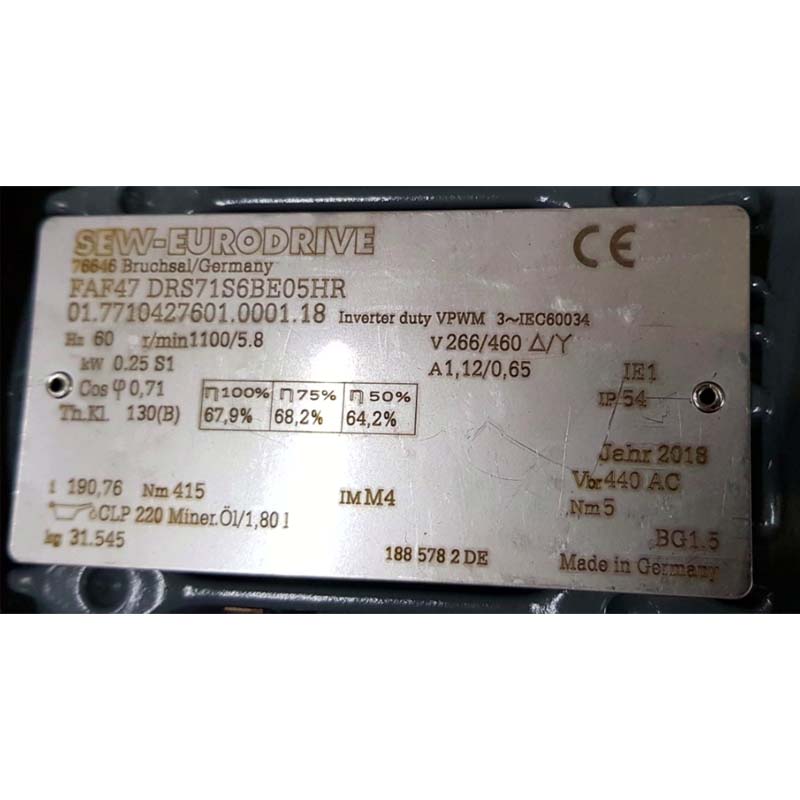 SEW-EURODRIVE CE
76646 Bruchsal/Germany
FAF47 DRS71S6BE05HR
01.7710427601.0001.18 Inverter duty VPWM 3~IEC60034
Hz 60 r/min1100/5.8 V 266/460 Δ/Y
kW 0.25 S1 A 1,12/0,65 IE1
Cos φ 0,71 η100% η75% η50% IP 54
Th.Kl. 130(B) 67,9% 68,2% 64,2%
Jahr 2018
i 190,76 Nm 415 IM M4 Vbr 440 AC
CLP 220 Miner.Öl/1,80 l Nm 5
kg 31.545 188 578 2 DE BG1.5
Made in Germany